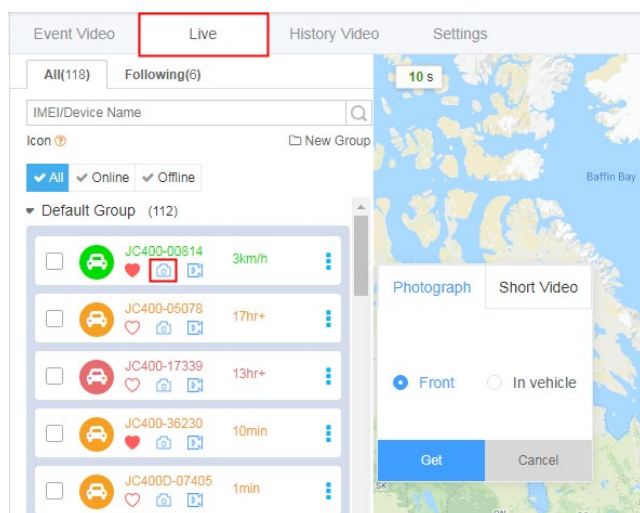 Event Video Live History Video Settings
All(118) Following(6)
10 s
IMEI/Device Name
Icon ? New Group
Baffin Bay
All Online Offline
Default Group (112)
JC400-00814 3km/h
JC400-05078 17hr+
JC400-17339 13hr+
JC400-36230 10min
JC400D-07405 1min
Photograph Short Video
Front In vehicle
Get Cancel
SK
ON